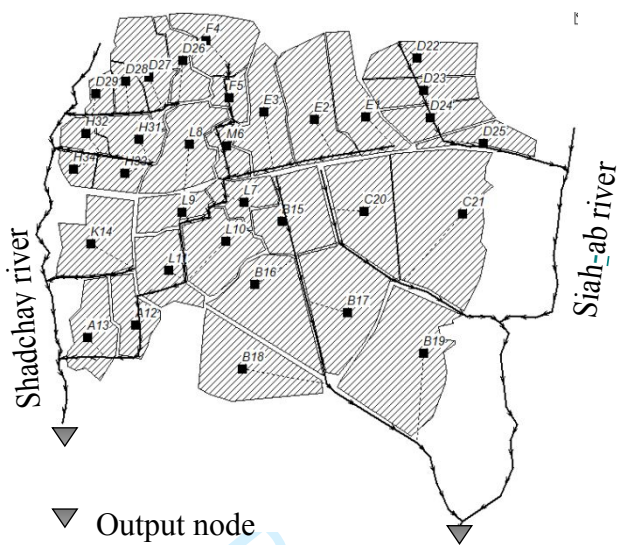 F4
D26
D22
D27
D28
D29
D23
F5
E3
E2
E1
D24
H32
H31
L8
M6
D25
H34
H33
L9
L7
B15
C20
C21
K14
L10
L11
B16
B17
A13
A12
B18
B19
Shadchay river
Siah-ab river
Output node